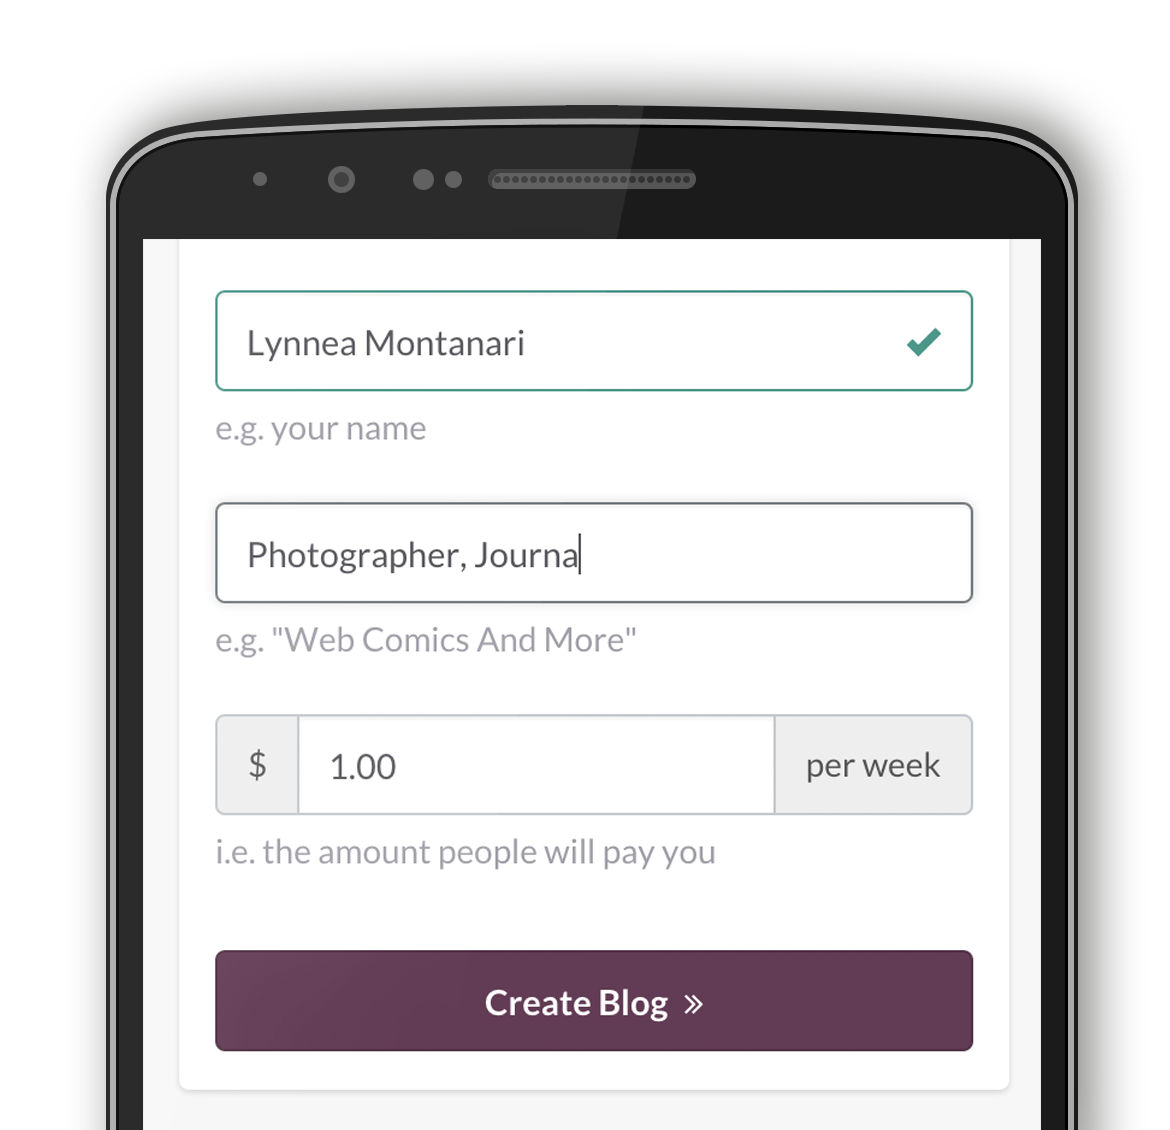 Lynnea Montanari
e.g. your name
Photographer, Journa
e.g. "Web Comics And More"
$ 1.00 per week
i.e. the amount people will pay you
Create Blog »